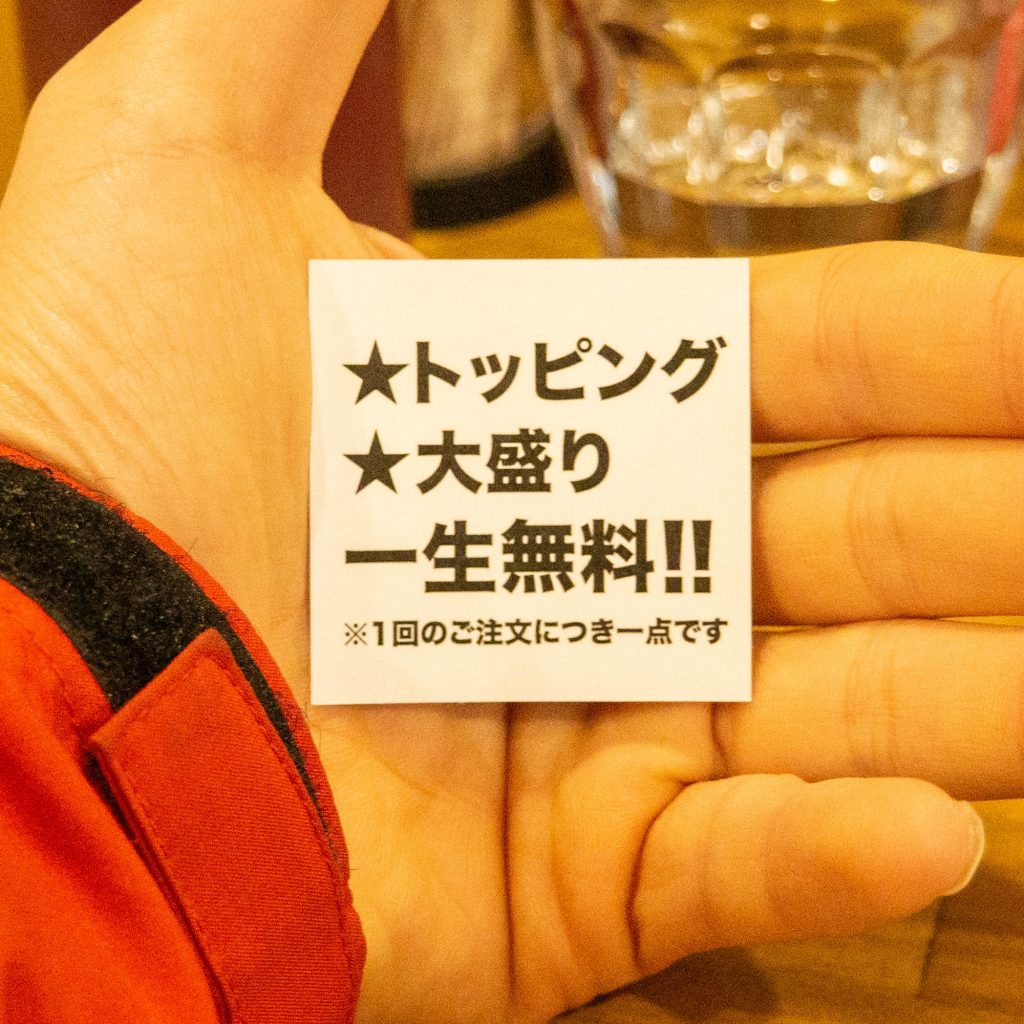 ★トッピング
★大盛り
一生無料!!
※1回のご注文につき一点です